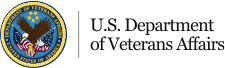 U.S. Department
of Veterans Affairs